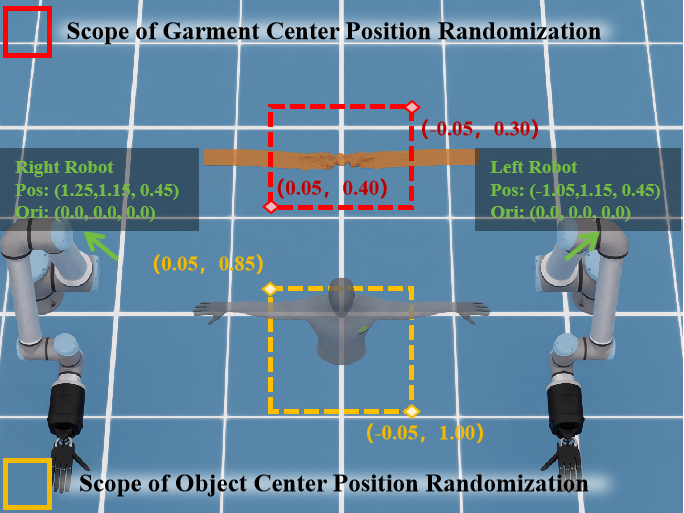 Scope of Garment Center Position Randomization
(-0.05, 0.30)
Right Robot
Pos: (1.25,1.15, 0.45)
Ori: (0.0, 0.0, 0.0)
(0.05, 0.40)
Left Robot
Pos: (-1.05,1.15, 0.45)
Ori: (0.0, 0.0, 0.0)
(0.05, 0.85)
(-0.05, 1.00)
Scope of Object Center Position Randomization